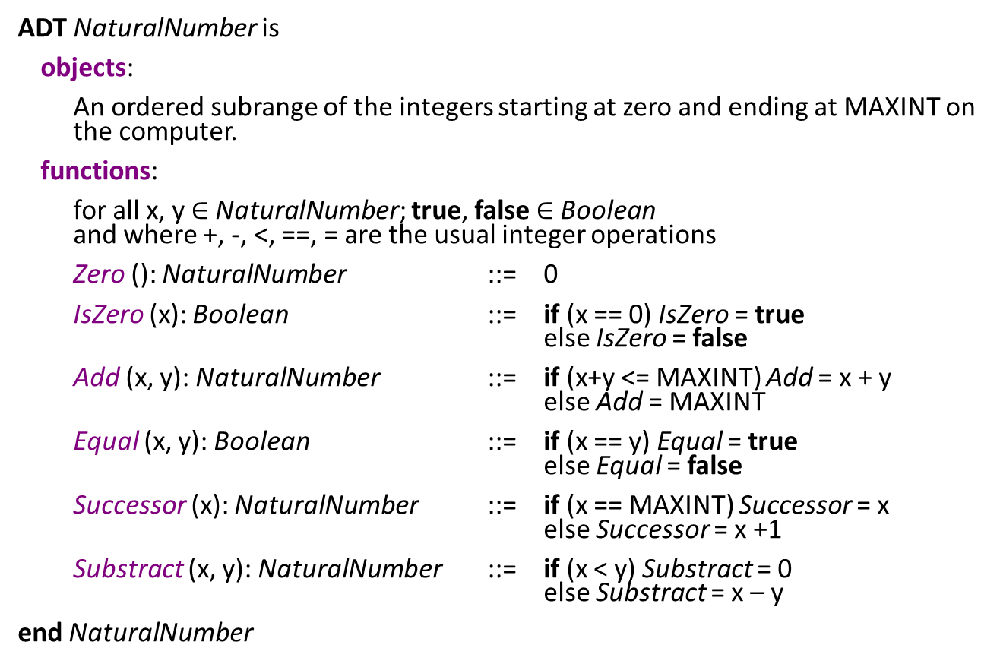 ADT NaturalNumber is
objects:
An ordered subrange of the integers starting at zero and ending at MAXINT on
the computer.
functions:
for all x, y ∈ NaturalNumber; true, false ∈ Boolean
and where +, -, <, ==, = are the usual integer operations
Zero (): NaturalNumber ::= 0
IsZero (x): Boolean ::= if (x == 0) IsZero = true
else IsZero = false
Add (x, y): NaturalNumber ::= if (x+y <= MAXINT) Add = x + y
else Add = MAXINT
Equal (x, y): Boolean ::= if (x == y) Equal = true
else Equal = false
Successor (x): NaturalNumber ::= if (x == MAXINT) Successor = x
else Successor = x +1
Substract (x, y): NaturalNumber ::= if (x < y) Substract = 0
else Substract = x – y
end NaturalNumber